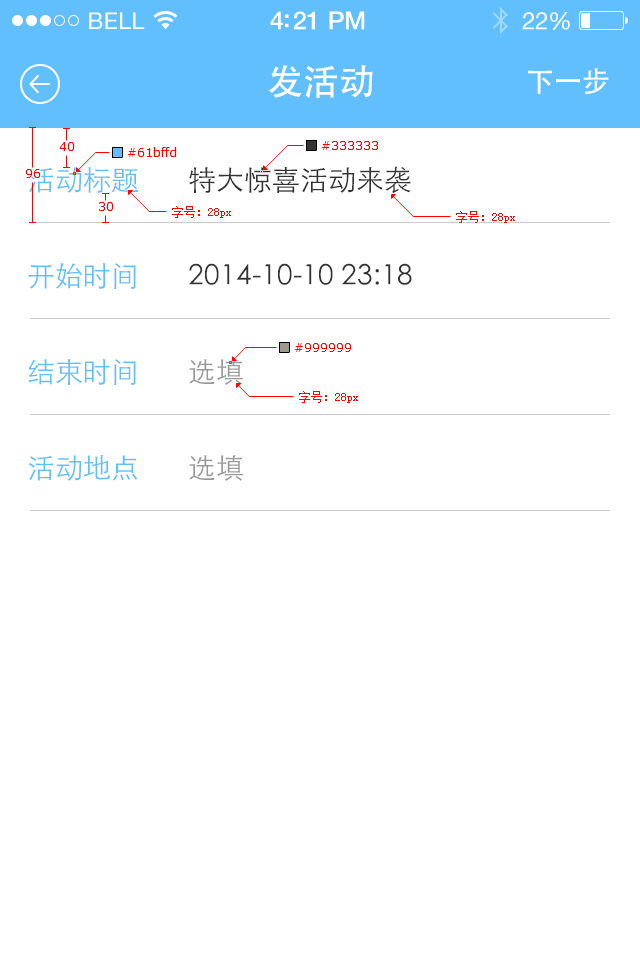 BELL 4:21 PM 22%
发活动 下一步
40 #61bffd #333333
96 活动标题 特大惊喜活动来袭
30 字号：28px 字号：28px
开始时间 2014-10-10 23:18
#999999
结束时间 选填
字号：28px
活动地点 选填